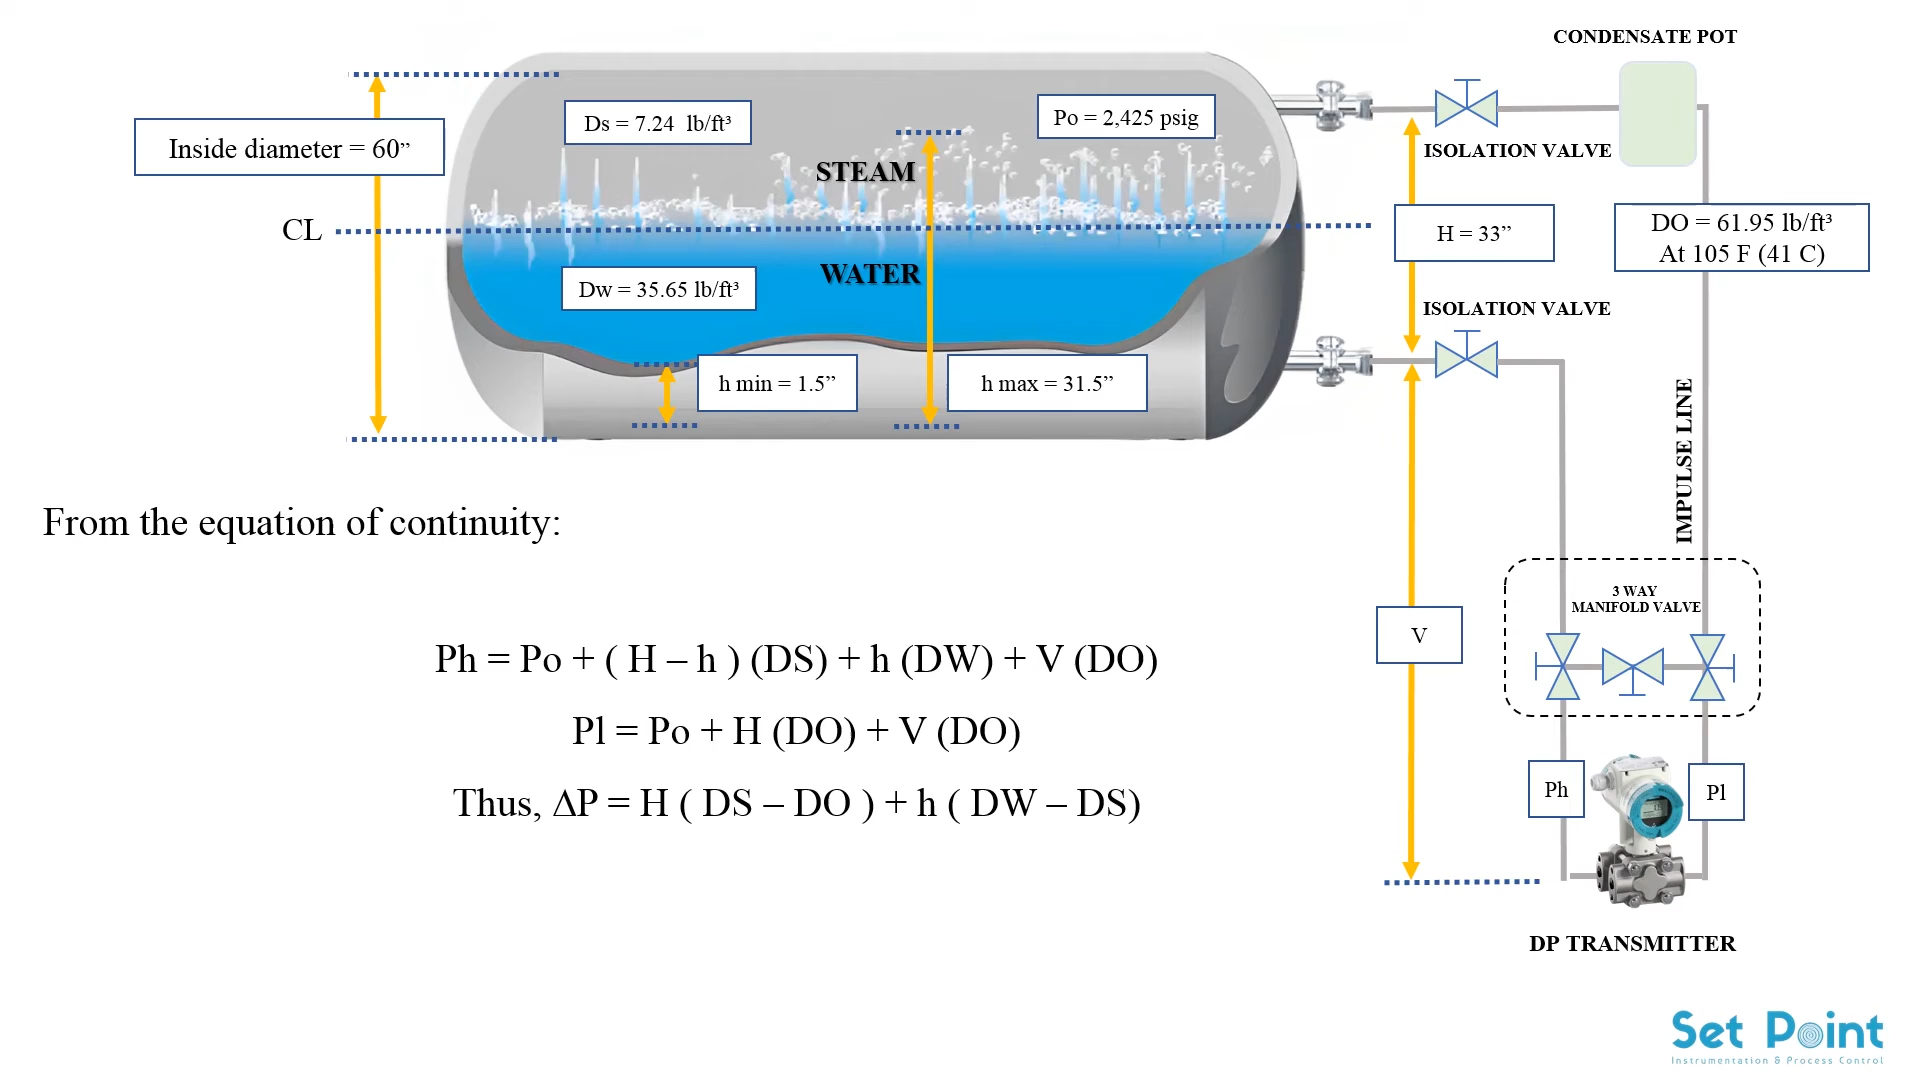 CONDENSATE POT
Ds = 7.24 lb/ft³
Po = 2,425 psig
Inside diameter = 60”
ISOLATION VALVE
STEAM
CL
H = 33”
DO = 61.95 lb/ft³
At 105 F (41 C)
WATER
Dw = 35.65 lb/ft³
ISOLATION VALVE
h min = 1.5”
h max = 31.5”
IMPULSE LINE
From the equation of continuity:
3 WAY
MANIFOLD VALVE
V
Ph = Po + ( H – h ) (DS) + h (DW) + V (DO)
Pl = Po + H (DO) + V (DO)
Thus, ΔP = H ( DS – DO ) + h ( DW – DS)
Ph
Pl
DP TRANSMITTER
Set Point
Instrumentation & Process Control